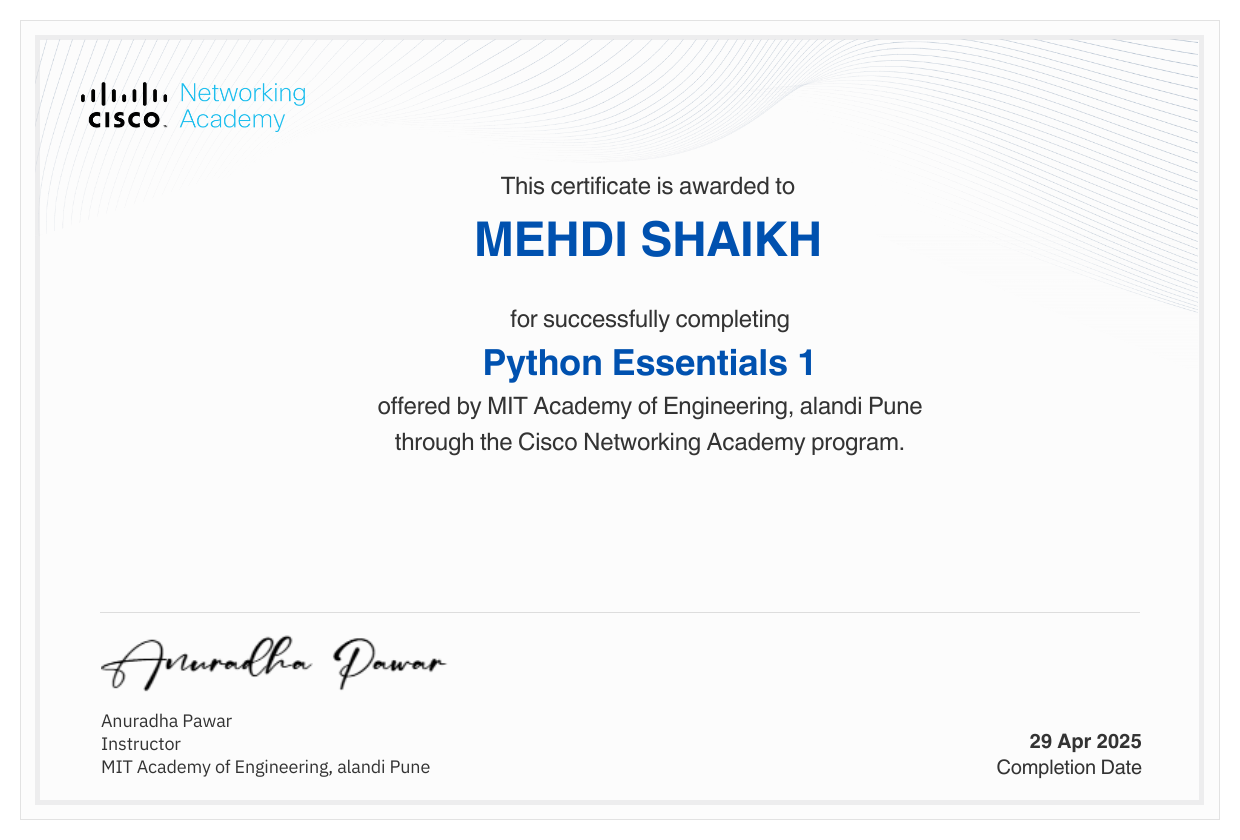 Networking
CISCO Academy
This certificate is awarded to
MEHDI SHAIKH
for successfully completing
Python Essentials 1
offered by MIT Academy of Engineering, alandi Pune
through the Cisco Networking Academy program.
Anuradha Pawar
Anuradha Pawar
Instructor
MIT Academy of Engineering, alandi Pune
29 Apr 2025
Completion Date